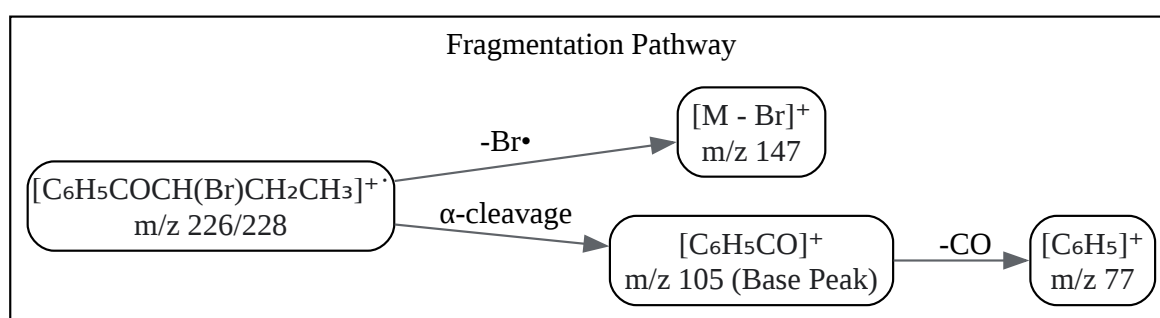 Fragmentation Pathway
[M - Br]⁺
m/z 147
-Br•
[C₆H₅COCH(Br)CH₂CH₃]⁺˙
m/z 226/228
α-cleavage
[C₆H₅CO]⁺
m/z 105 (Base Peak)
-CO
[C₆H₅]⁺
m/z 77